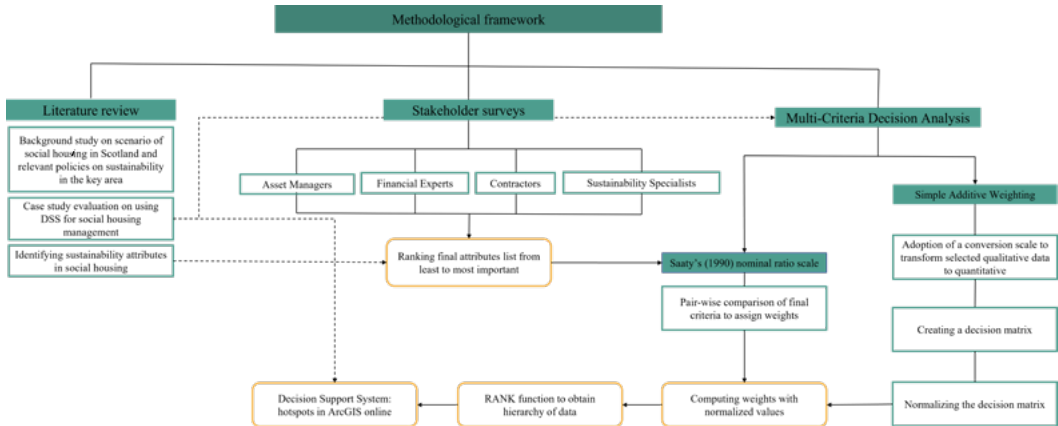 Methodological framework
Literature review
Stakeholder surveys
Multi-Criteria Decision Analysis
Background study on scenario of
social housing in Scotland and
relevant policies on sustainability
in the key area
Case study evaluation on using
DSS for social housing
management
Identifying sustainability attributes
in social housing
Asset Managers
Financial Experts
Contractors
Sustainability Specialists
Ranking final attributes list from
least to most important
Saaty's (1990) nominal ratio scale
Pair-wise comparison of final
criteria to assign weights
Simple Additive Weighting
Adoption of a conversion scale to
transform selected qualitative data
to quantitative
Creating a decision matrix
Normalizing the decision matrix
Computing weights with
normalized values
RANK function to obtain
hierarchy of data
Decision Support System:
hotspots in ArcGIS online